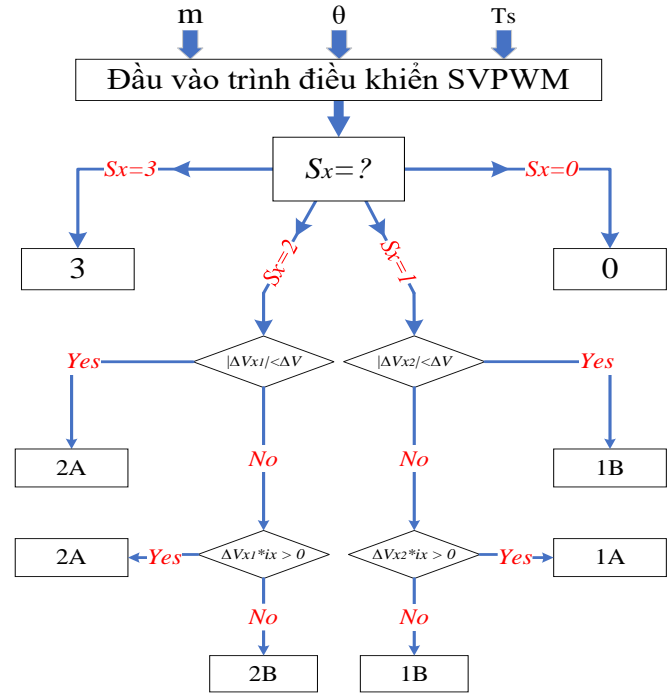 m
θ
Ts
Đầu vào trình điều khiển SVPWM
Sx=?
Sx=3
Sx=0
3
0
Sx=2
Sx=1
|ΔVx1|<ΔV
|ΔVx2|<ΔV
Yes
Yes
2A
1B
No
No
ΔVx1*ix > 0
ΔVx2*ix > 0
2A
Yes
Yes
1A
No
No
2B
1B